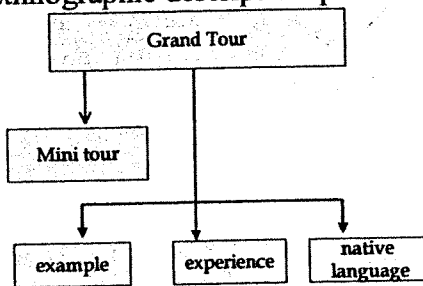 Grand Tour
Mini tour
example
experience
native
language